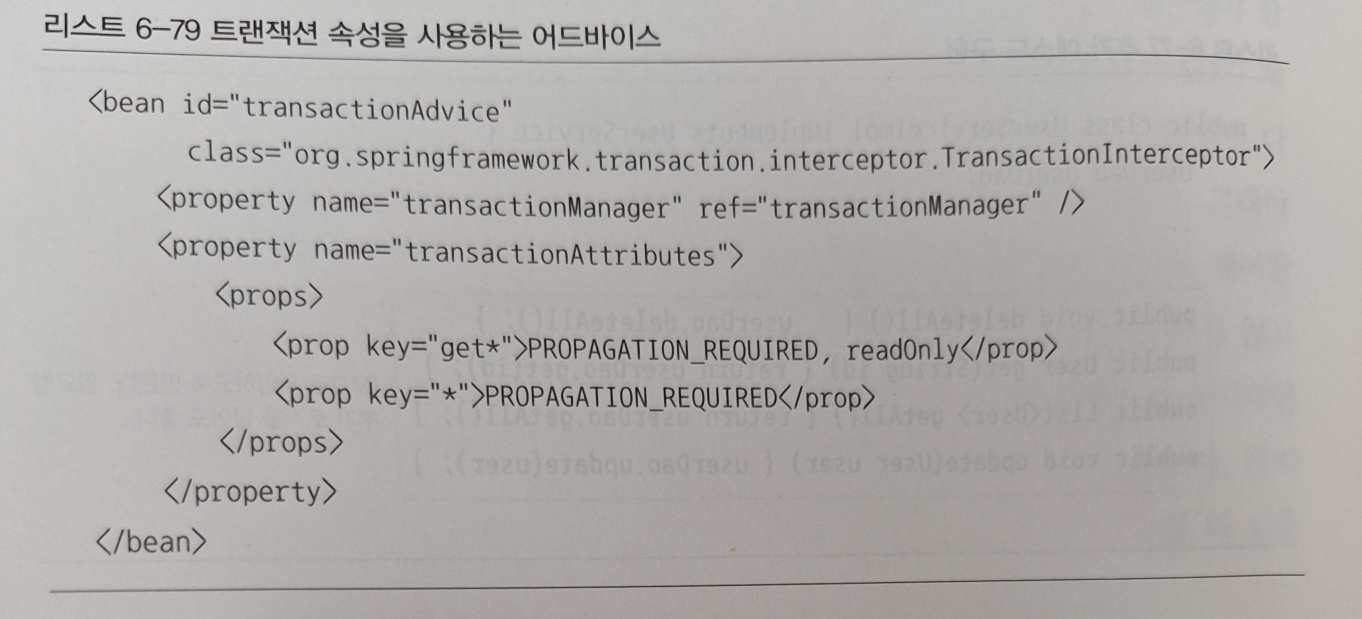 리스트 6-79 트랜잭션 속성을 사용하는 어드바이스
<bean id="transactionAdvice"
class="org.springframework.transaction.interceptor.TransactionInterceptor">
<property name="transactionManager" ref="transactionManager" />
<property name="transactionAttributes">
<props>
<prop key="get*">PROPAGATION_REQUIRED, readOnly</prop>
<prop key="*">PROPAGATION_REQUIRED</prop>
</props>
</property>
</bean>